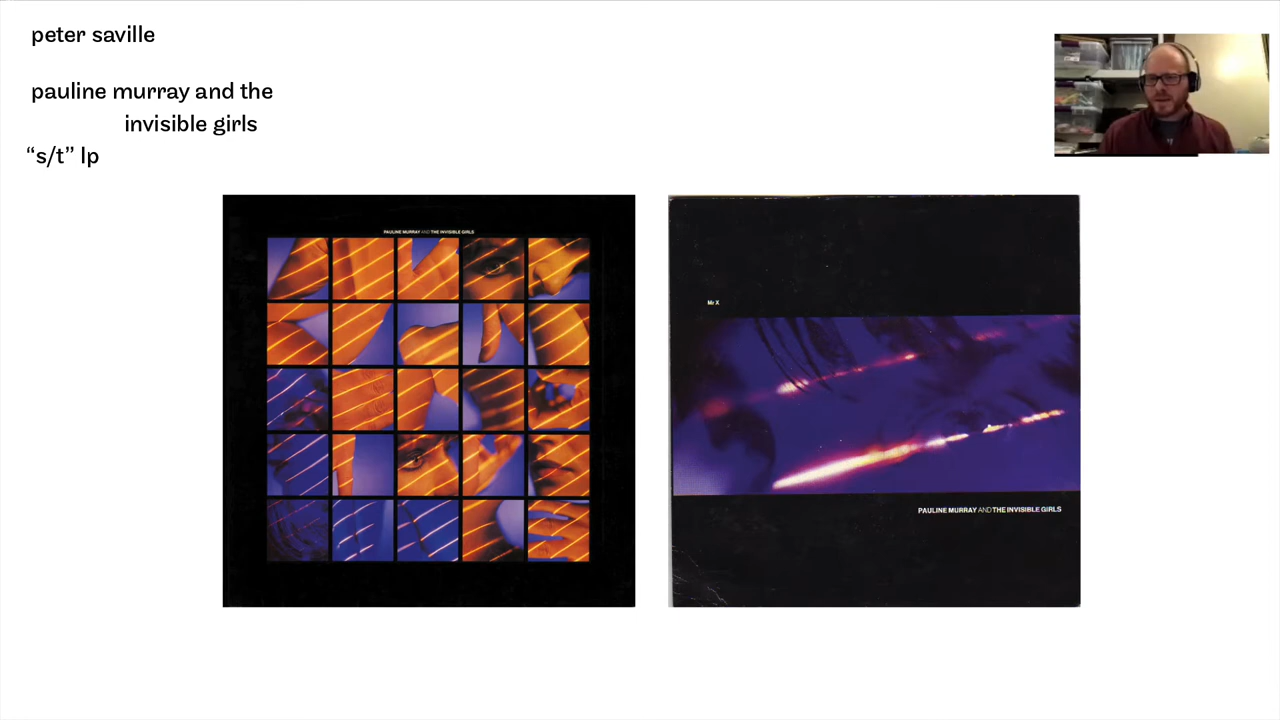 peter saville
pauline murray and the
invisible girls
“s/t” lp
PAULINE MURRAY AND THE INVISIBLE GIRLS
Mr X
PAULINE MURRAY AND THE INVISIBLE GIRLS